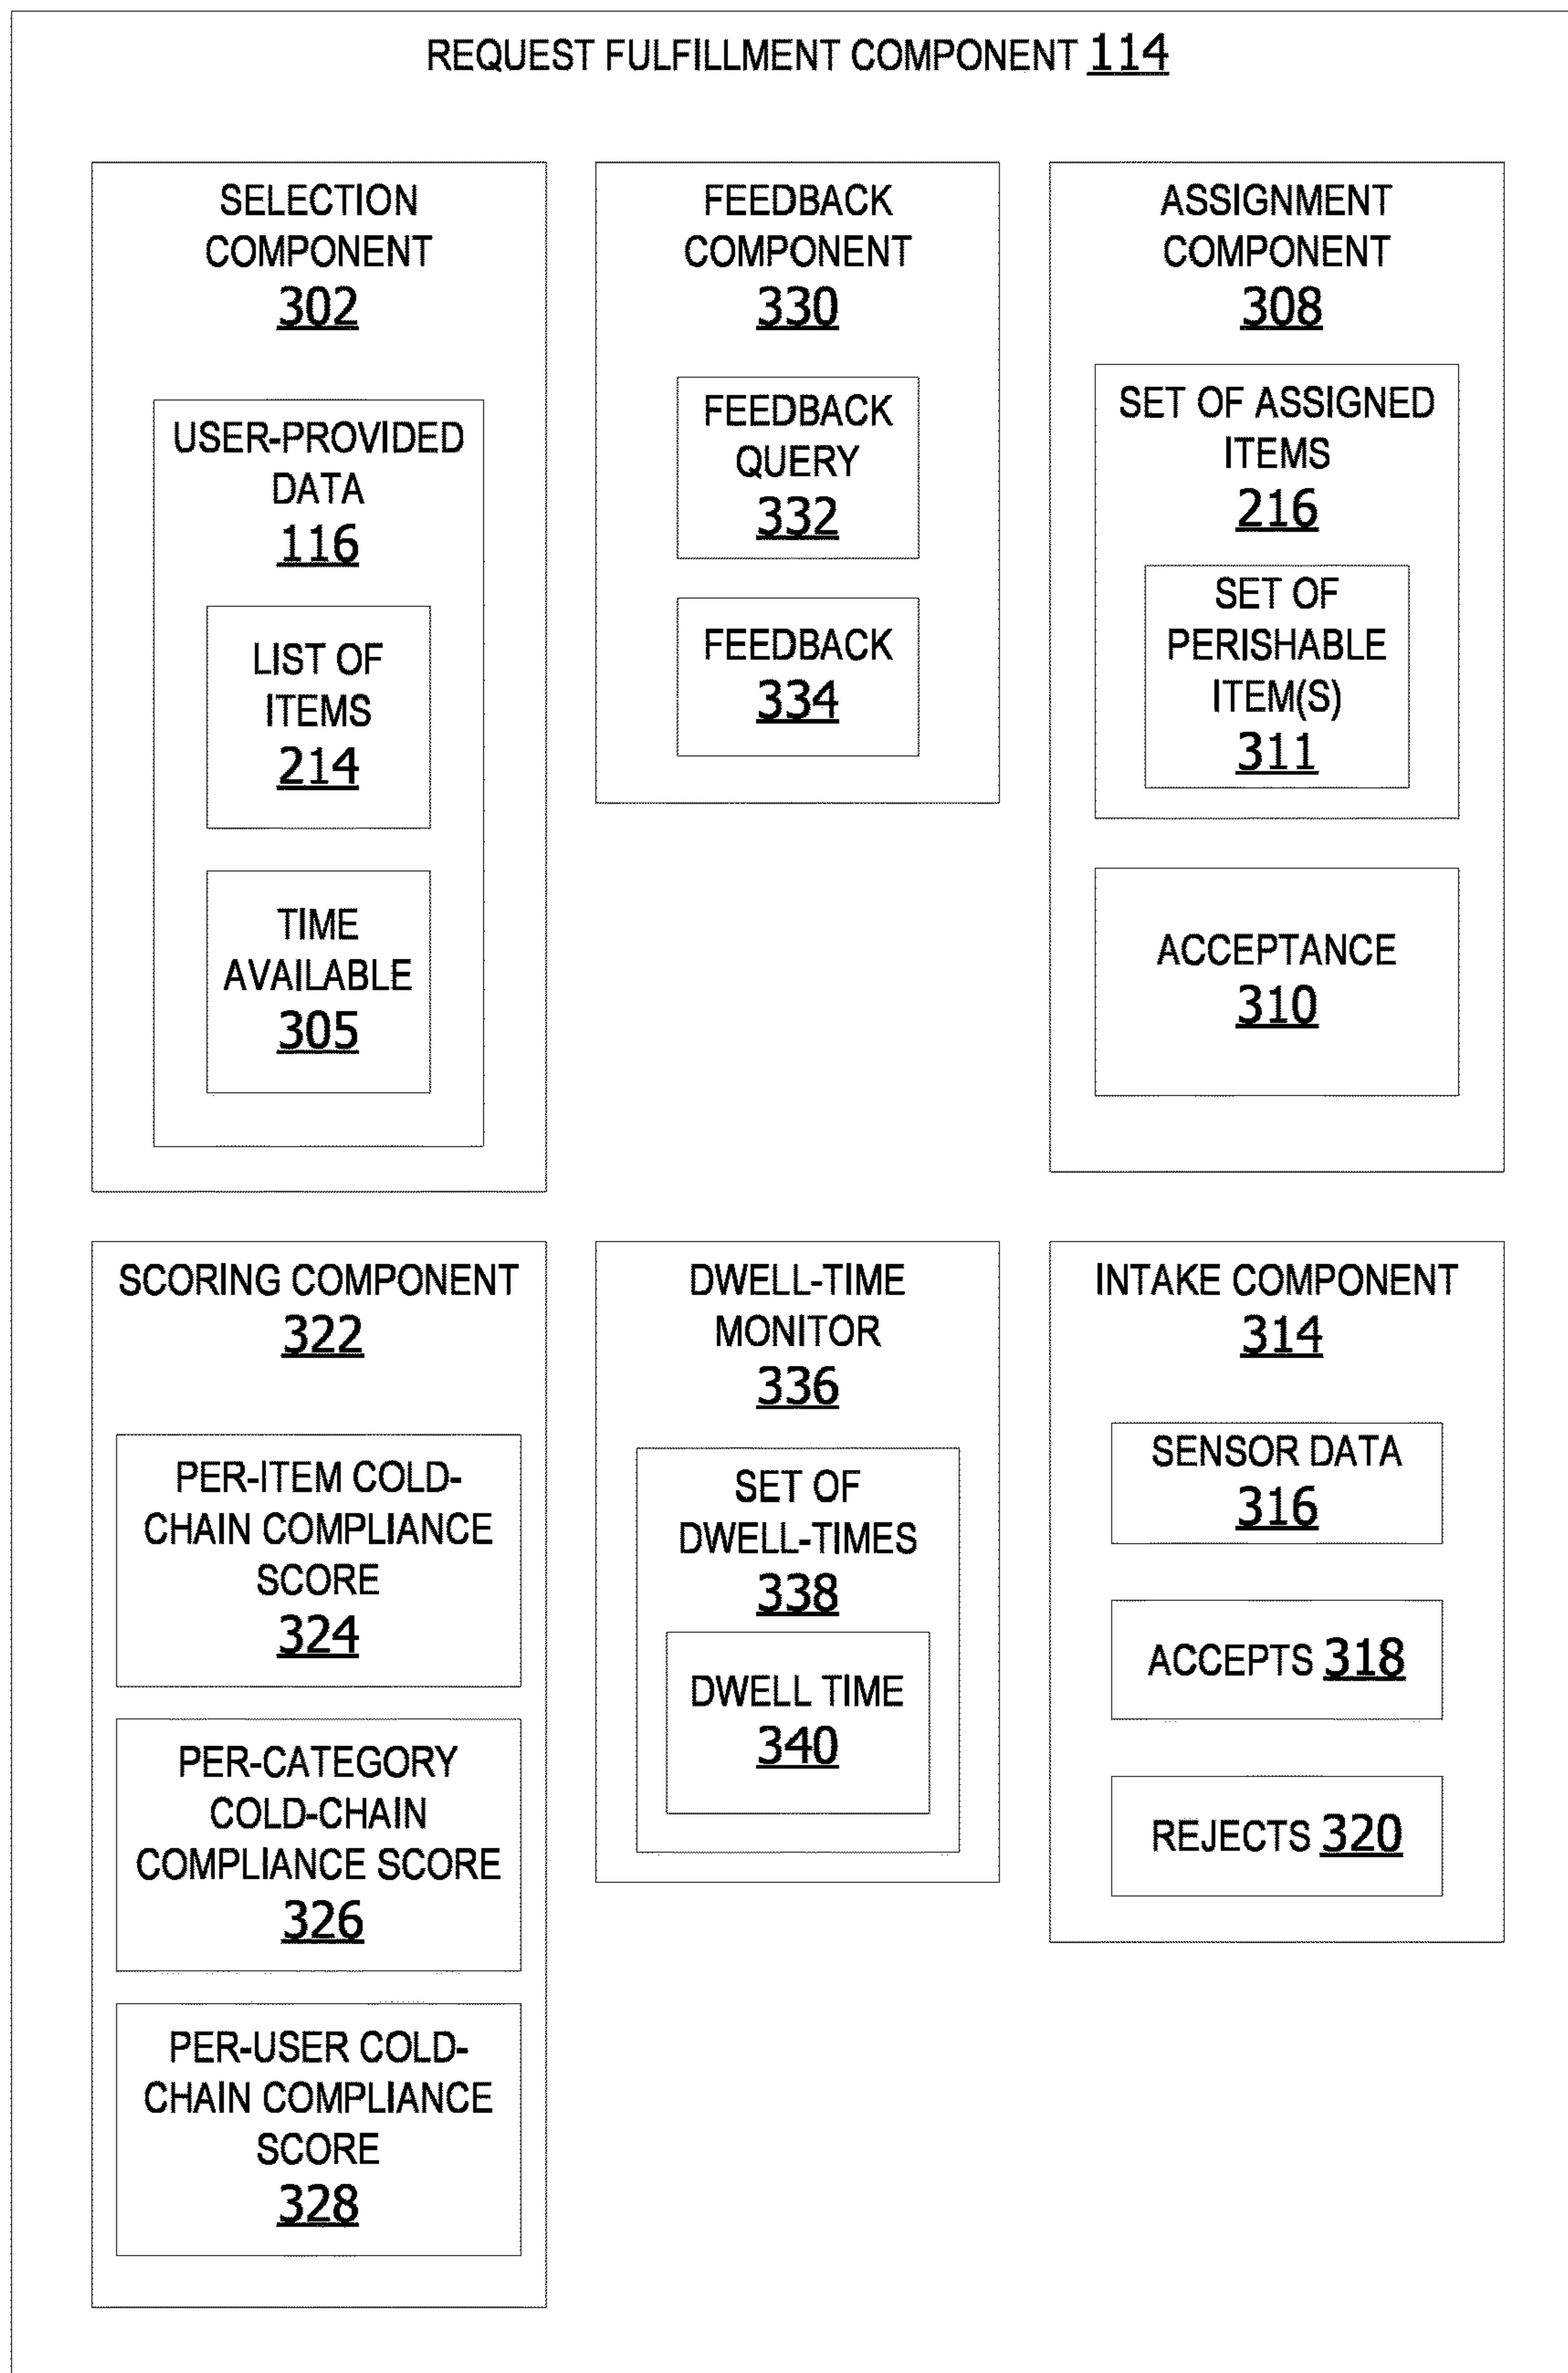 REQUEST FULFILLMENT COMPONENT 114
SELECTION
COMPONENT
302
USER-PROVIDED
DATA
116
LIST OF
ITEMS
214
TIME
AVAILABLE
305
FEEDBACK
COMPONENT
330
FEEDBACK
QUERY
332
FEEDBACK
334
ASSIGNMENT
COMPONENT
308
SET OF ASSIGNED
ITEMS
216
SET OF
PERISHABLE
ITEM(S)
311
ACCEPTANCE
310
SCORING COMPONENT
322
PER-ITEM COLD-
CHAIN COMPLIANCE
SCORE
324
PER-CATEGORY
COLD-CHAIN
COMPLIANCE SCORE
326
PER-USER COLD-
CHAIN COMPLIANCE
SCORE
328
DWELL-TIME
MONITOR
336
SET OF
DWELL-TIMES
338
DWELL TIME
340
INTAKE COMPONENT
314
SENSOR DATA
316
ACCEPTS 318
REJECTS 320